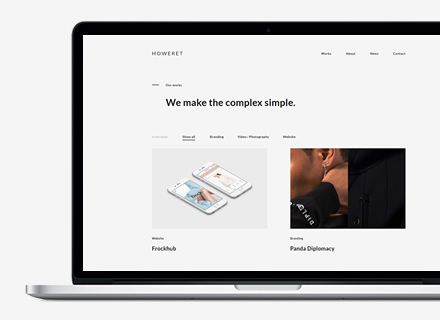 HOWERET
Works About News Contact
Our works
We make the complex simple.
Show all Branding Video / Photography Website
DIPLO
Website Branding
Frockhub Panda Diplomacy